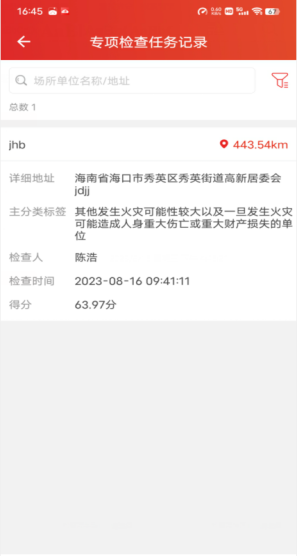 16:45
专项检查任务记录
场所单位名称/地址
总数 1
jhb
443.54km
详细地址
海南省海口市秀英区秀英街道高新居委会
jdjj
主分类标签
其他发生火灾可能性较大以及一旦发生火灾
可能造成人身重大伤亡或重大财产损失的单
位
检查人
陈浩
检查时间
2023-08-16 09:41:11
得分
63.97分